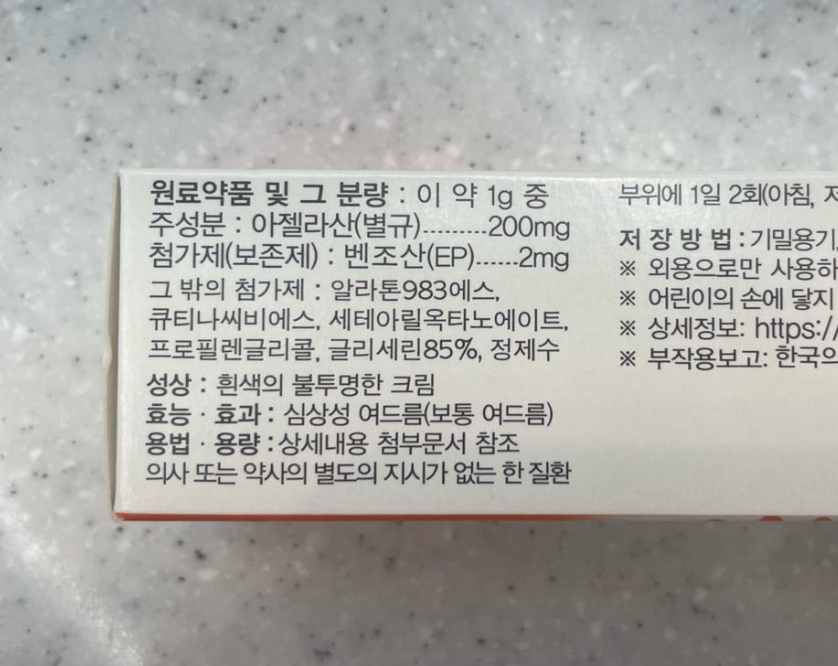 원료약품 및 그 분량 : 이 약 1g 중
주성분 : 아젤라산(별규).........200mg
첨가제(보존제) : 벤조산(EP)......2mg
그 밖의 첨가제 : 알라톤983에스,
큐티나씨비에스, 세테아릴옥타노에이트,
프로필렌글리콜, 글리세린85%, 정제수
성상 : 흰색의 불투명한 크림
효능 · 효과 : 심상성 여드름(보통 여드름)
용법 · 용량 : 상세내용 첨부문서 참조
의사 또는 약사의 별도의 지시가 없는 한 질환
부위에 1일 2회(아침,
저 장 방 법 : 기밀용기,
※ 외용으로만 사용하
※ 어린이의 손에 닿지
※ 상세정보: https:/
※ 부작용보고: 한국의